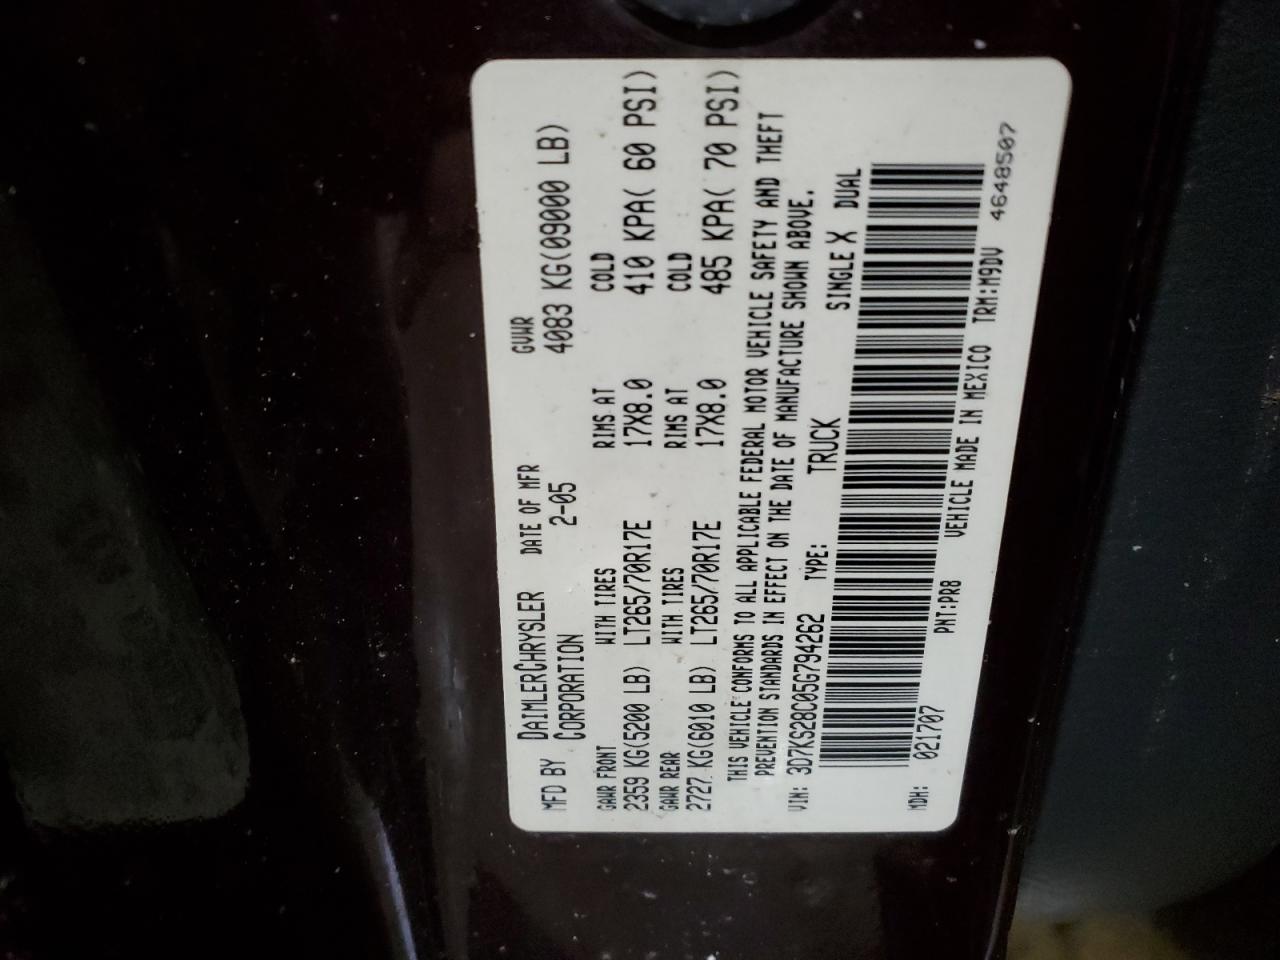 MFD BY DAIMLERCHRYSLER CORPORATION DATE OF MFR 2-05 GVWR 4083 KG(09000 LB)
GAWR FRONT WITH TIRES RIMS AT COLD
2359 KG(5200 LB) LT265/70R17E 17X8.0 410 KPA( 60 PSI)
GAWR REAR WITH TIRES RIMS AT COLD
2727 KG(6010 LB) LT265/70R17E 17X8.0 485 KPA( 70 PSI)
THIS VEHICLE CONFORMS TO ALL APPLICABLE FEDERAL MOTOR VEHICLE SAFETY AND THEFT
PREVENTION STANDARDS IN EFFECT ON THE DATE OF MANUFACTURE SHOWN ABOVE.
VIN: 3D7KS28C05G794262 TYPE: TRUCK SINGLE X DUAL
MDH: 021707 PNT:PR8 VEHICLE MADE IN MEXICO TRM:M9DV 4648507